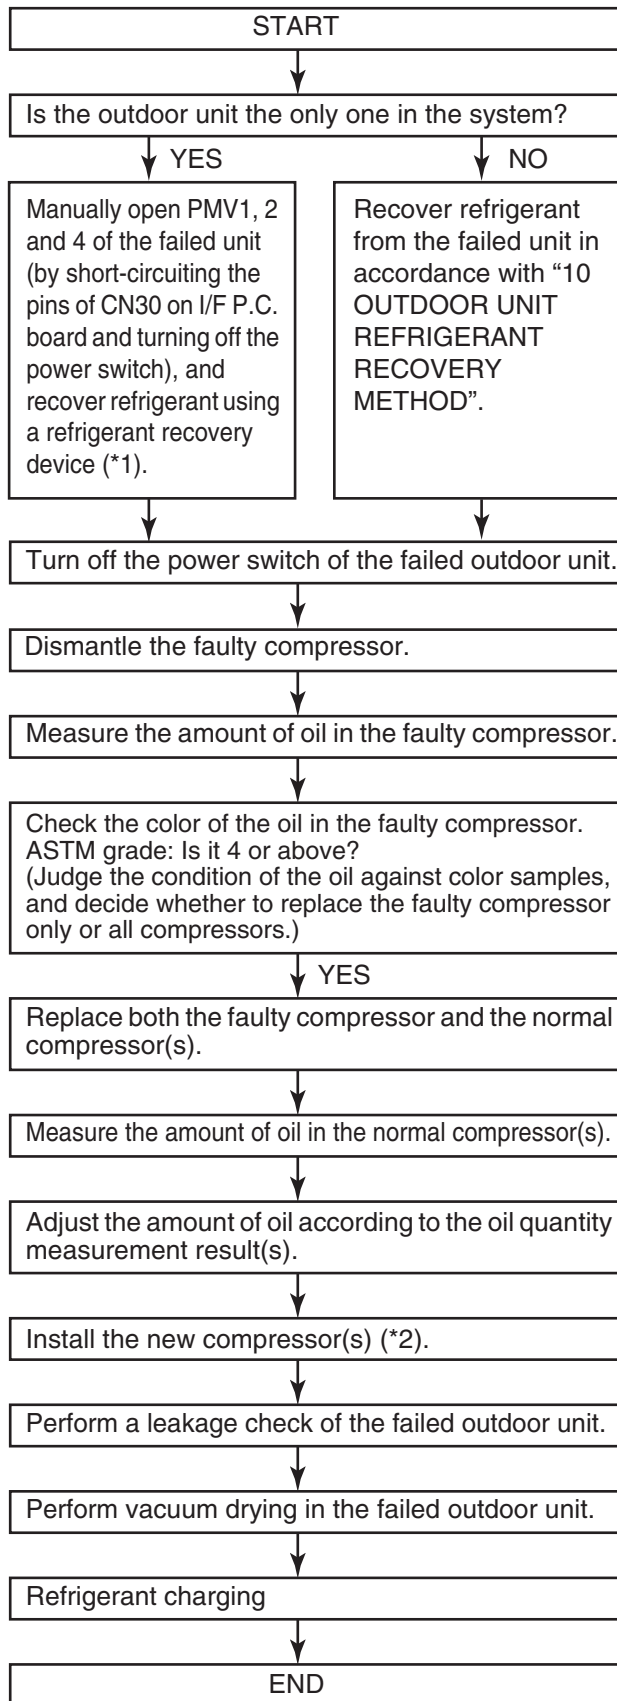 START
Is the outdoor unit the only one in the system?
YES
NO
Manually open PMV1, 2
and 4 of the failed unit
(by short-circuiting the
pins of CN30 on I/F P.C.
board and turning off the
power switch), and
recover refrigerant using
a refrigerant recovery
device (*1).
Recover refrigerant
from the failed unit in
accordance with “10
OUTDOOR UNIT
REFRIGERANT
RECOVERY
METHOD”.
Turn off the power switch of the failed outdoor unit.
Dismantle the faulty compressor.
Measure the amount of oil in the faulty compressor.
Check the color of the oil in the faulty compressor.
ASTM grade: Is it 4 or above?
(Judge the condition of the oil against color samples,
and decide whether to replace the faulty compressor
only or all compressors.)
YES
Replace both the faulty compressor and the normal
compressor(s).
Measure the amount of oil in the normal compressor(s).
Adjust the amount of oil according to the oil quantity
measurement result(s).
Install the new compressor(s) (*2).
Perform a leakage check of the failed outdoor unit.
Perform vacuum drying in the failed outdoor unit.
Refrigerant charging
END